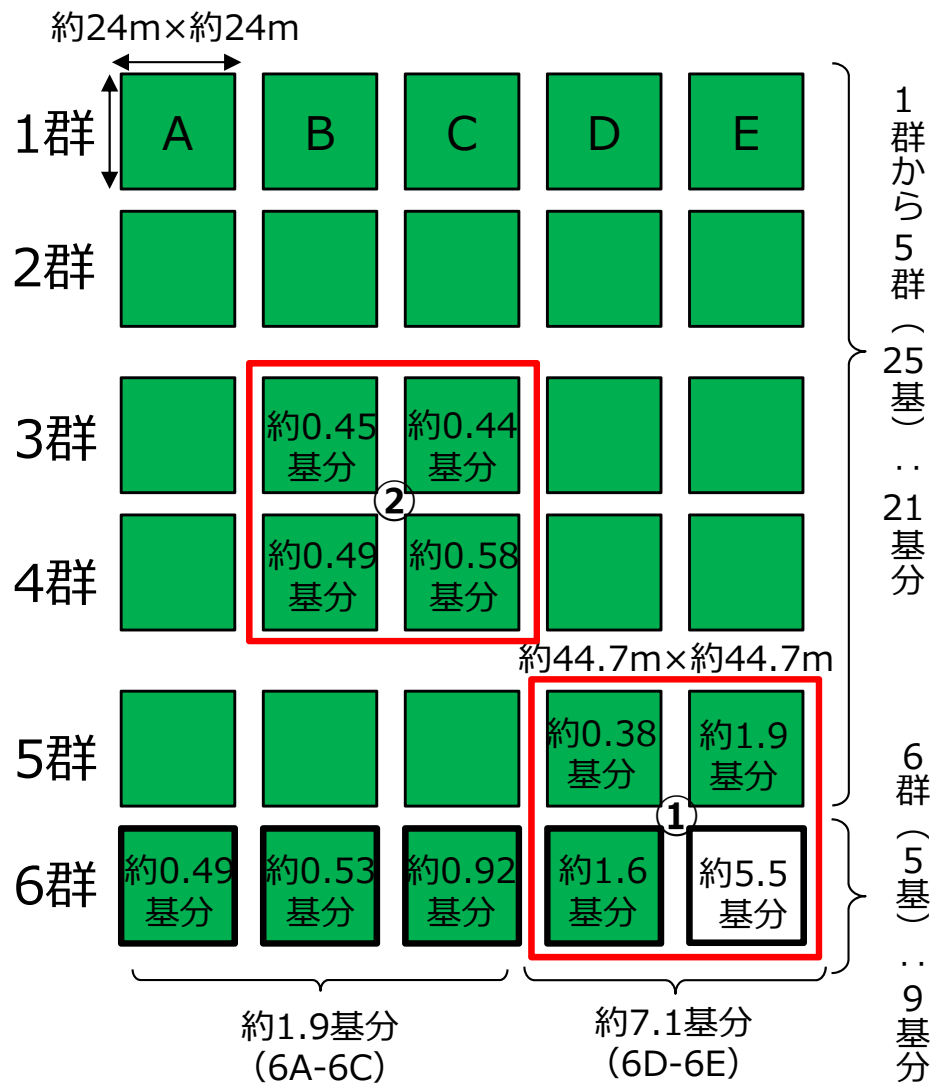 約24m×約24m
1群
A
B
C
D
E
2群
3群
約0.45
基分
約0.44
基分
②
4群
約0.49
基分
約0.58
基分
約44.7m×約44.7m
5群
約0.38
基分
約1.9
基分
①
6群
約0.49
基分
約0.53
基分
約0.92
基分
約1.6
基分
約5.5
基分
約1.9基分
(6A-6C)
約7.1基分
(6D-6E)
1群から5群(25基):21基分
6群(5基):9基分